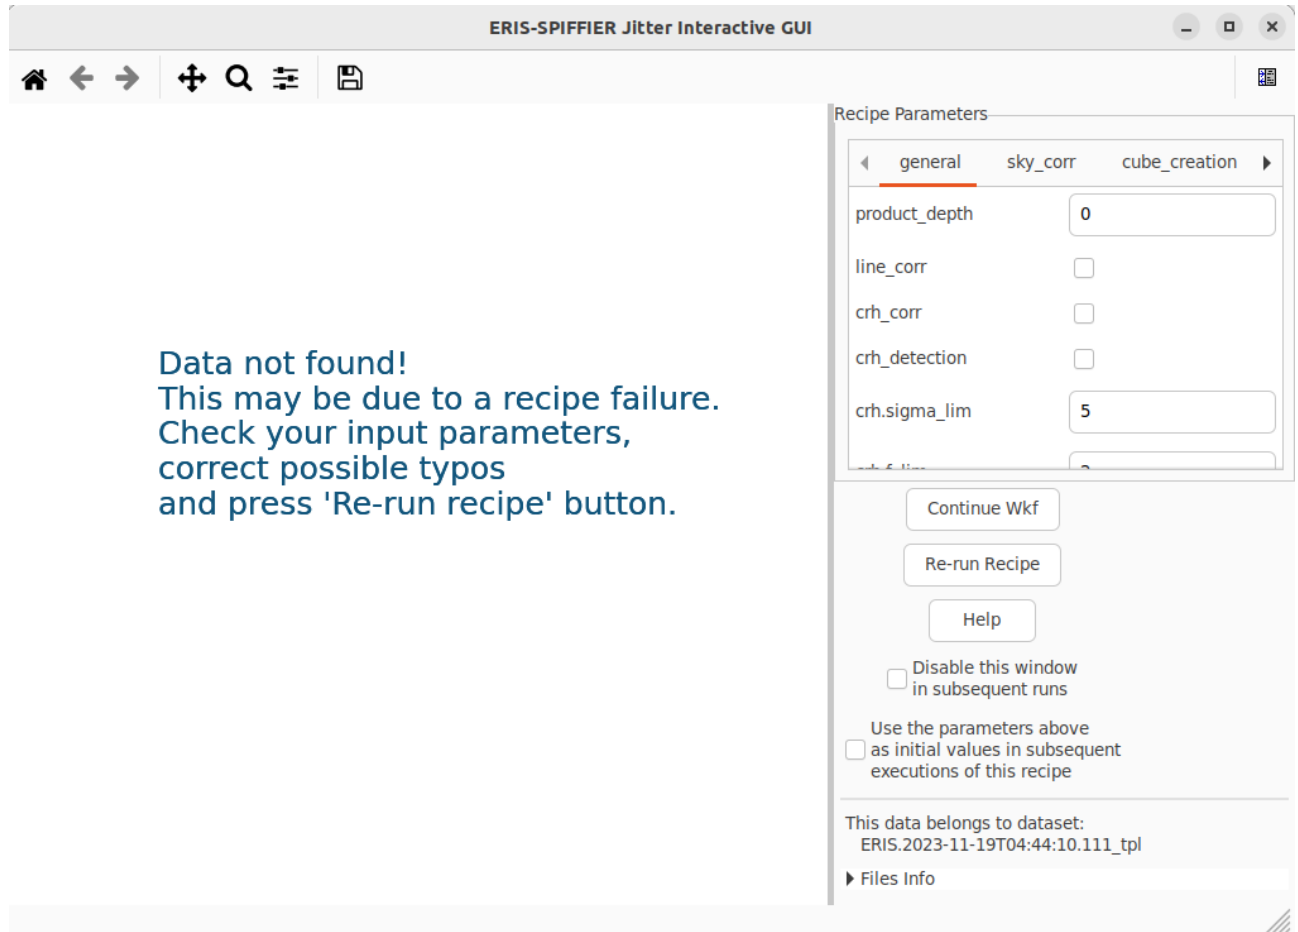 ERIS-SPIFFIER Jitter Interactive GUI
Recipe Parameters
general sky_corr cube_creation
product_depth 0
line_corr
crh_corr
crh_detection
crh.sigma_lim 5
Data not found!
This may be due to a recipe failure.
Check your input parameters,
correct possible typos
and press 'Re-run recipe' button.
Continue Wkf
Re-run Recipe
Help
Disable this window
in subsequent runs
Use the parameters above
as initial values in subsequent
executions of this recipe
This data belongs to dataset:
ERIS.2023-11-19T04:44:10.111_tpl
Files Info